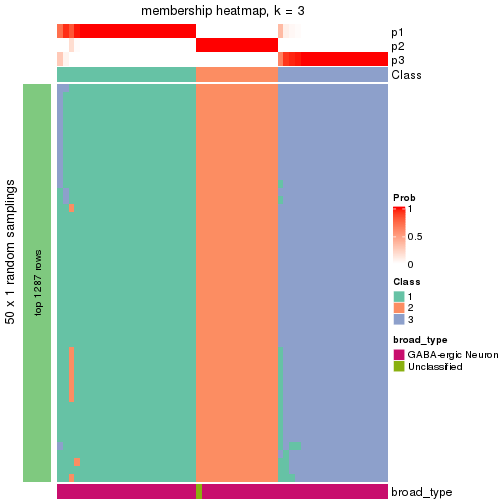 membership heatmap, k = 3
p1
p2
p3
Class
50 x 1 random samplings
top 1287 rows
Prob
1
0.5
0
Class
1
2
3
broad_type
GABA-ergic Neuron
Unclassified
broad_type